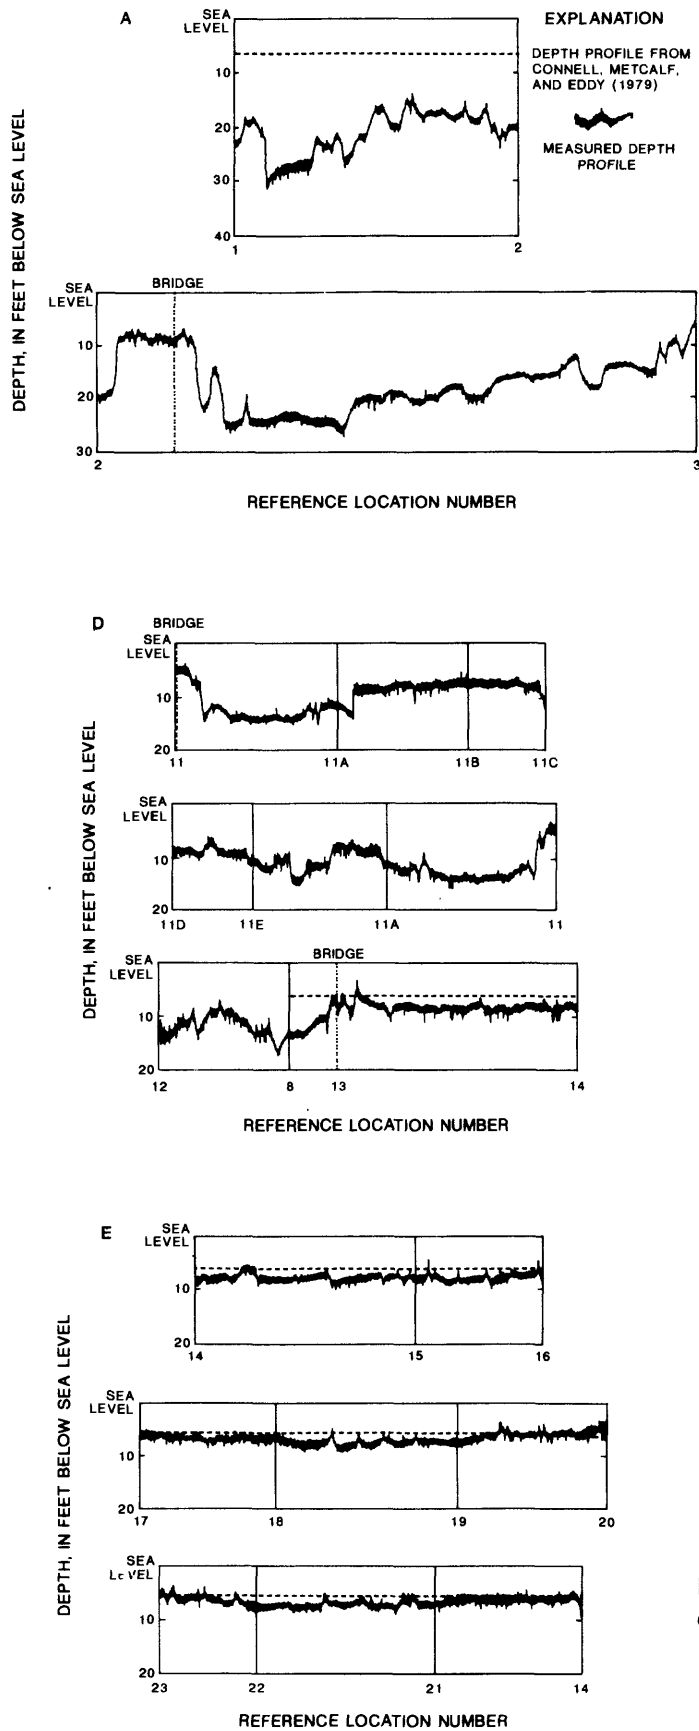 A
SEA
LEVEL
10
20
30
40
1
2
EXPLANATION
DEPTH PROFILE FROM
CONNELL, METCALF,
AND EDDY (1979)
MEASURED DEPTH
PROFILE
DEPTH, IN FEET BELOW SEA LEVEL
SEA
LEVEL
BRIDGE
10
20
30
2
3
REFERENCE LOCATION NUMBER
D
BRIDGE
SEA
LEVEL
10
20
11
11A
11B
11C
DEPTH, IN FEET BELOW SEA LEVEL
SEA
LEVEL
10
20
11D
11E
11A
11
SEA
LEVEL
BRIDGE
10
20
12
8
13
14
REFERENCE LOCATION NUMBER
E
SEA
LEVEL
10
20
14
15
16
DEPTH, IN FEET BELOW SEA LEVEL
SEA
LEVEL
10
20
17
18
19
20
SEA
LEVEL
10
20
23
22
21
14
REFERENCE LOCATION NUMBER